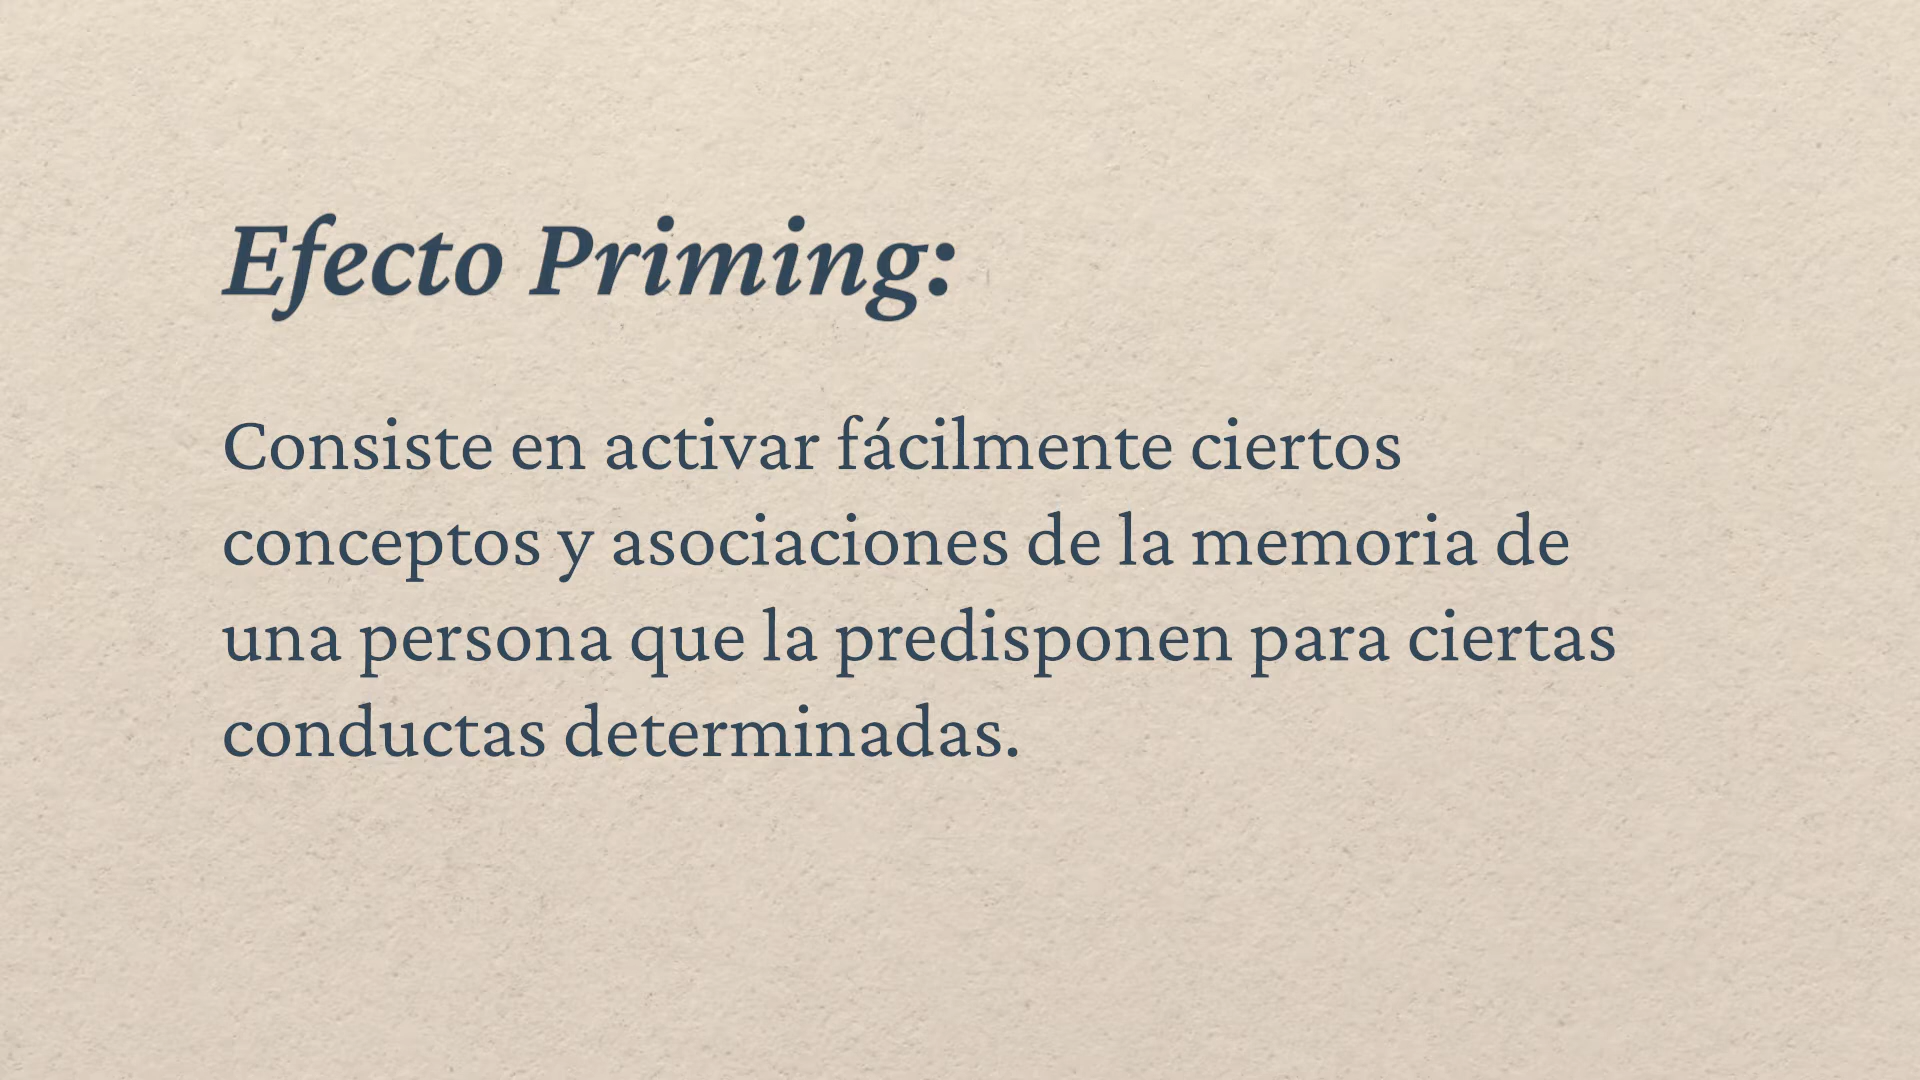 Efecto Priming:
Consiste en activar fácilmente ciertos
conceptos y asociaciones de la memoria de
una persona que la predisponen para ciertas
conductas determinadas.